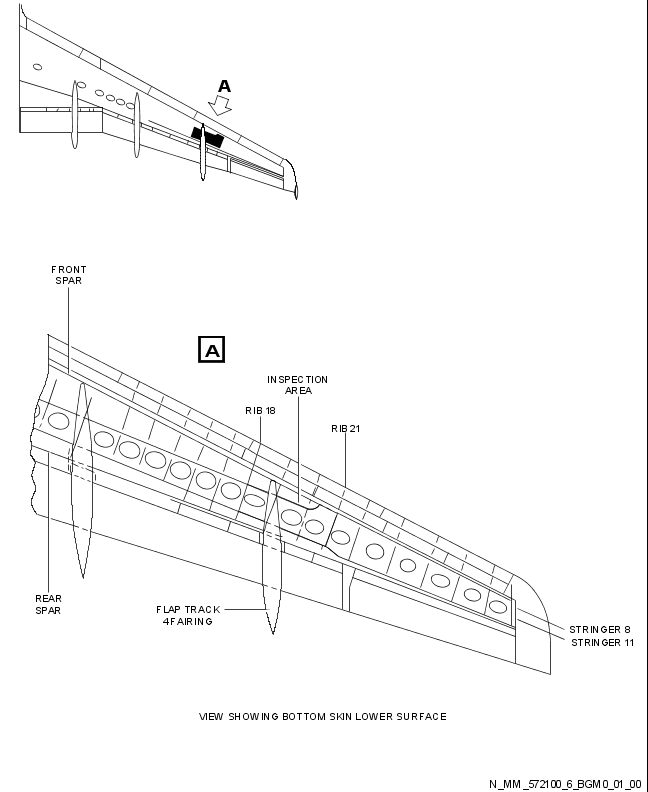 A
FRONT
SPAR
A
INSPECTION
AREA
RIB 18
RIB 21
REAR
SPAR
FLAP TRACK
4 FAIRING
STRINGER 8
STRINGER 11
VIEW SHOWING BOTTOM SKIN LOWER SURFACE
N_MM_572100_6_BGM0_01_00